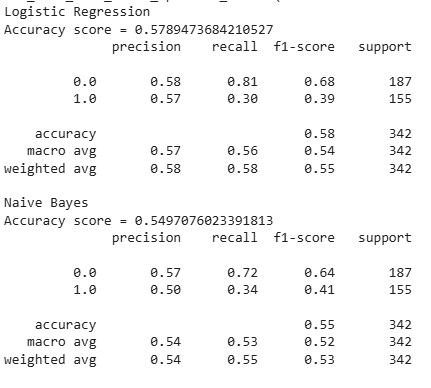 Logistic Regression
Accuracy score = 0.5789473684210527
precision recall f1-score support
0.0 0.58 0.81 0.68 187
1.0 0.57 0.30 0.39 155
accuracy 0.58 342
macro avg 0.57 0.56 0.54 342
weighted avg 0.58 0.58 0.55 342
Naive Bayes
Accuracy score = 0.5497076023391813
precision recall f1-score support
0.0 0.57 0.72 0.64 187
1.0 0.50 0.34 0.41 155
accuracy 0.55 342
macro avg 0.54 0.53 0.52 342
weighted avg 0.54 0.55 0.53 342